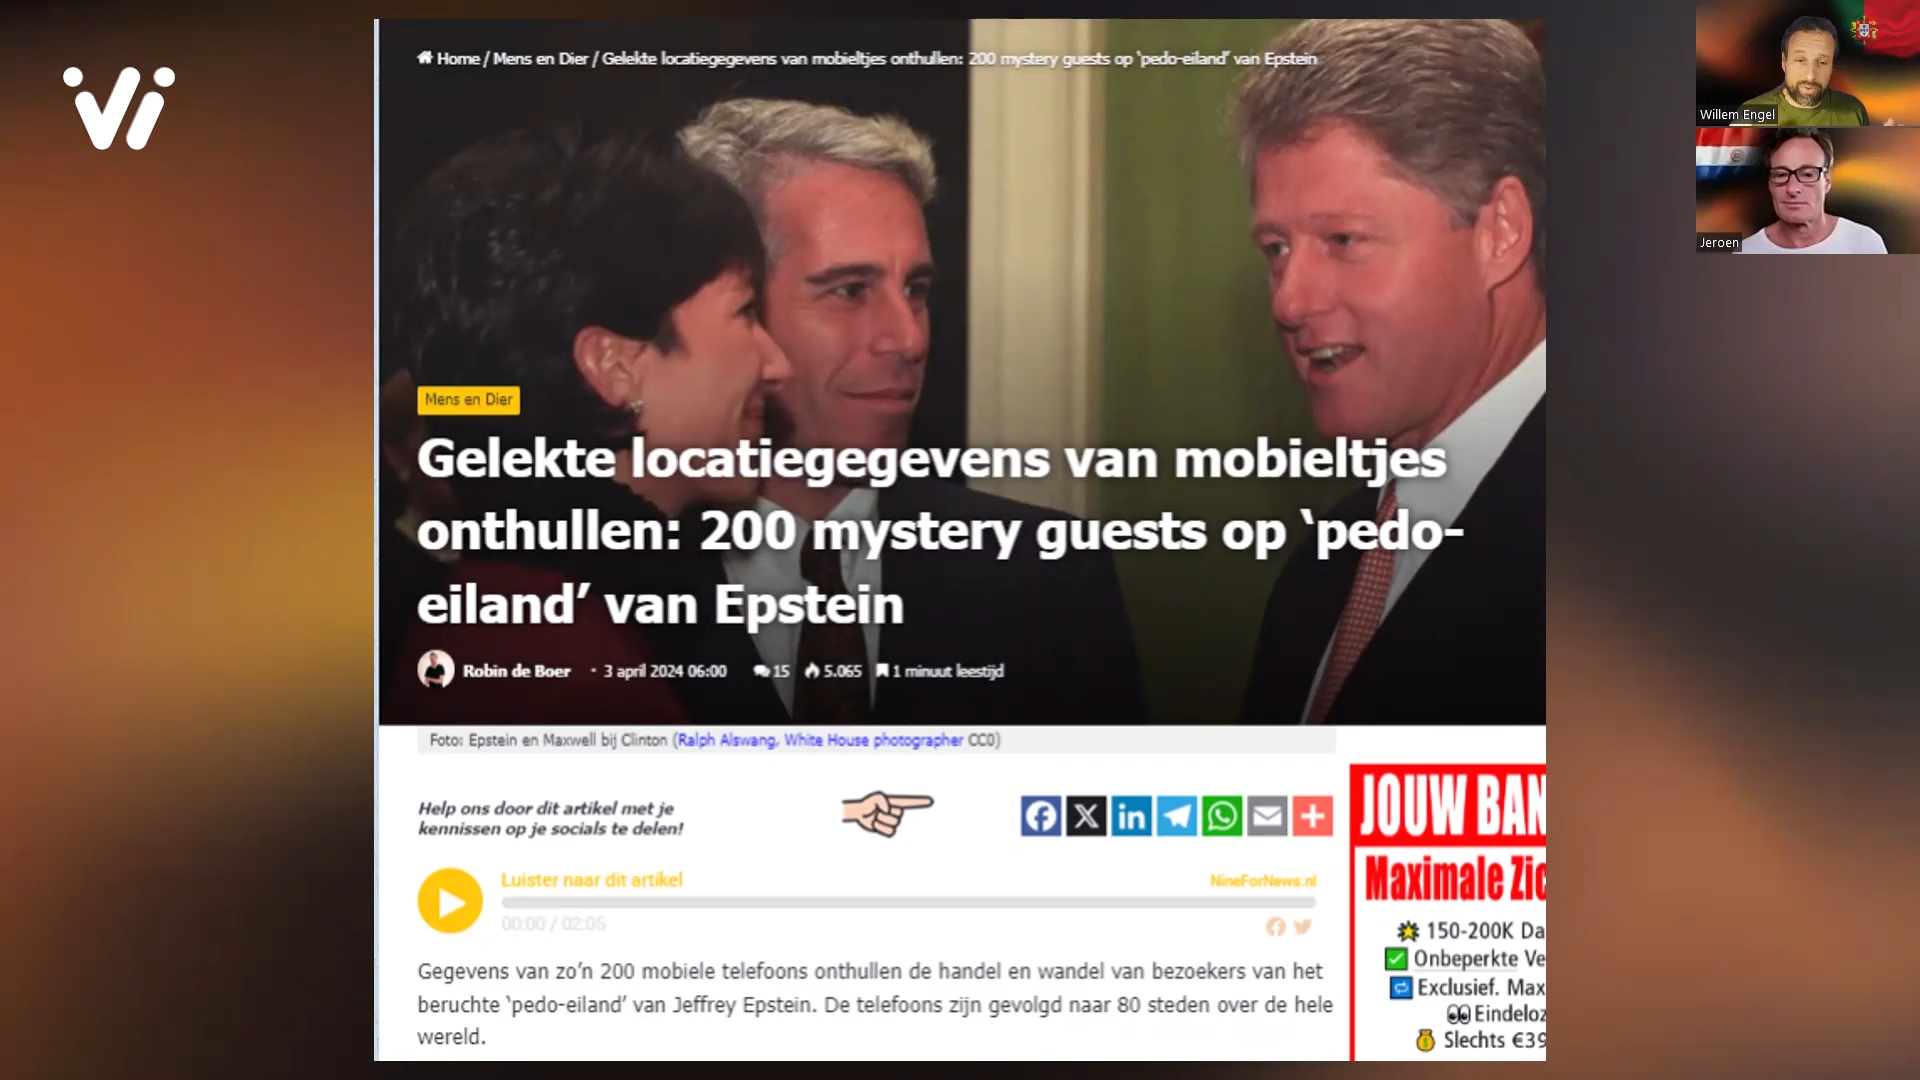 Vi
Home / Mens en Dier / Gelekte locatiegegevens van mobieltjes onthullen: 200 mystery guests op ‘pedo-eiland’ van Epstein
Willem Engel
Jeroen
Mens en Dier
Gelekte locatiegegevens van mobieltjes
onthullen: 200 mystery guests op ‘pedo-
eiland’ van Epstein
Robin de Boer · 3 april 2024 06:00 15 5.065 1 minuut leestijd
Foto: Epstein en Maxwell bij Clinton (Ralph Alswang, White House photographer CC0)
Help ons door dit artikel met je
kennissen op je socials te delen!
Luister naar dit artikel
NineForNews.nl
00:00 / 02:05
Gegevens van zo’n 200 mobiele telefoons onthullen de handel en wandel van bezoekers van het
beruchte ‘pedo-eiland’ van Jeffrey Epstein. De telefoons zijn gevolgd naar 80 steden over de hele
wereld.
JOUW BAN
Maximale Zic
150-200K Da
Onbeperkte Ve
Exclusief. Max
Eindeloz
Slechts €39